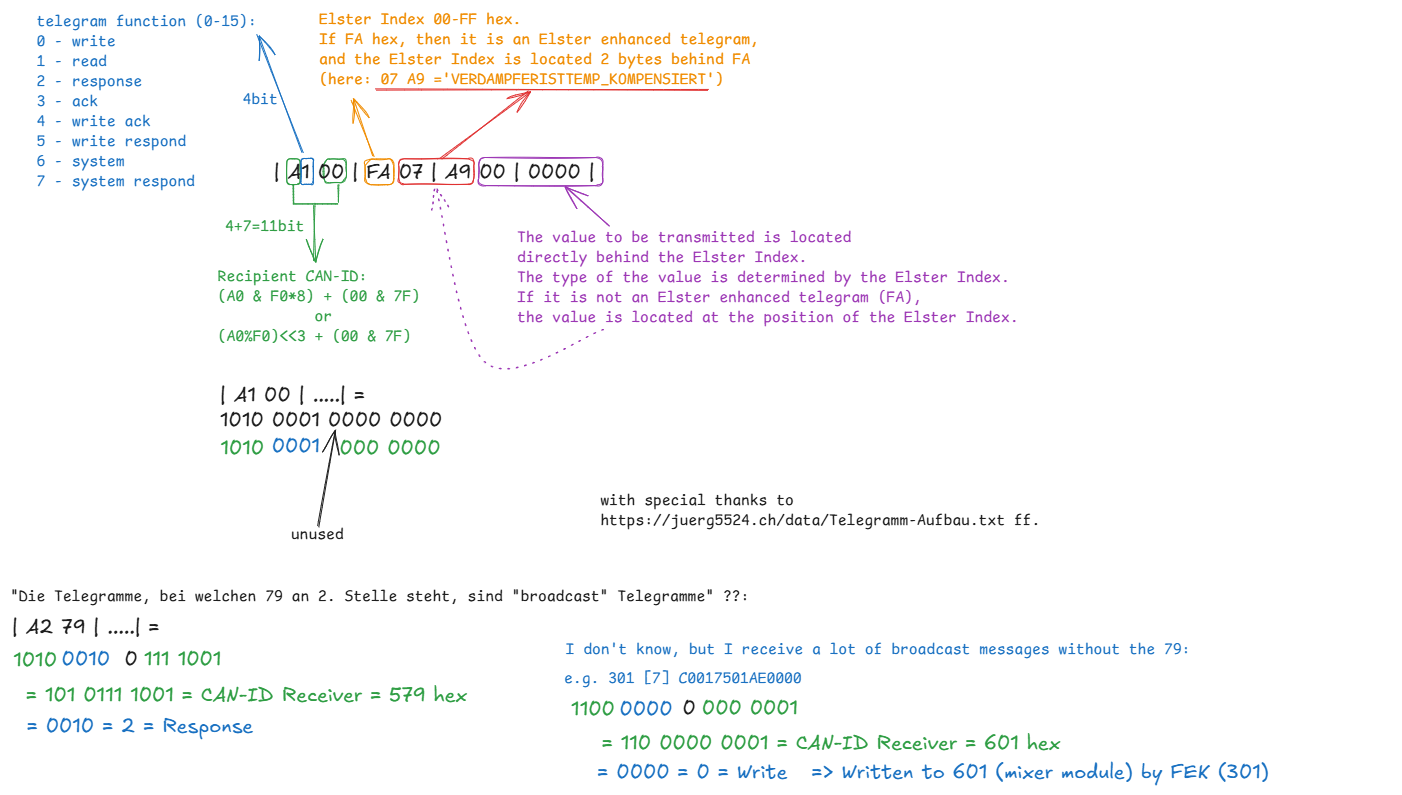 telegram function (0-15):
0 - write
1 - read
2 - response
3 - ack
4 - write ack
5 - write respond
6 - system
7 - system respond
4bit
Elster Index 00-FF hex.
If FA hex, then it is an Elster enhanced telegram,
and the Elster Index is located 2 bytes behind FA
(here: 07 A9 ='VERDAMPFERISTTEMP_KOMPENSIERT')
| A1 00 | FA 07 | A9 00 | 0000 |
4+7=11bit
Recipient CAN-ID:
(A0 & F0*8) + (00 & 7F)
or
(A0%F0)<<3 + (00 & 7F)
The value to be transmitted is located
directly behind the Elster Index.
The type of the value is determined by the Elster Index.
If it is not an Elster enhanced telegram (FA),
the value is located at the position of the Elster Index.
| A1 00 | .....| =
1010 0001 0000 0000
1010 0001 000 0000
unused
with special thanks to
https://juerg5524.ch/data/Telegramm-Aufbau.txt ff.
"Die Telegramme, bei welchen 79 an 2. Stelle steht, sind "broadcast" Telegramme" ??:
| A2 79 | .....| =
1010 0010 0 111 1001
= 101 0111 1001 = CAN-ID Receiver = 579 hex
= 0010 = 2 = Response
I don't know, but I receive a lot of broadcast messages without the 79:
e.g. 301 [7] C0017501AE0000
1100 0000 0 000 0001
= 110 0000 0001 = CAN-ID Receiver = 601 hex
= 0000 = 0 = Write => Written to 601 (mixer module) by FEK (301)